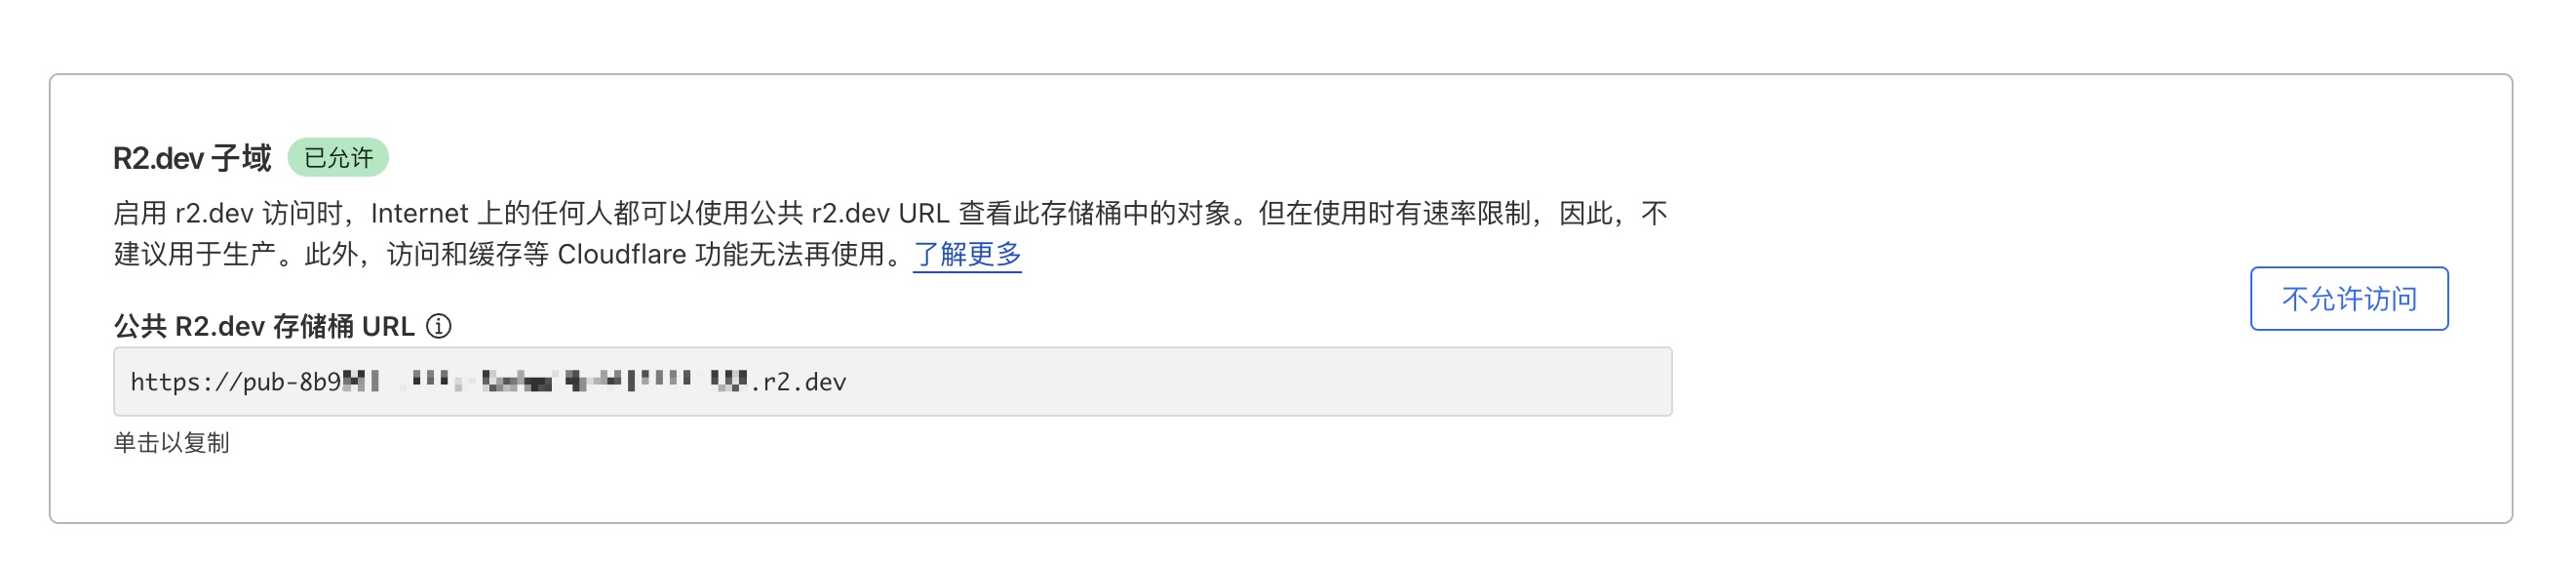 R2.dev 子域 已允许
启用 r2.dev 访问时，Internet 上的任何人都可以使用公共 r2.dev URL 查看此存储桶中的对象。但在使用时有速率限制，因此，不
建议用于生产。此外，访问和缓存等 Cloudflare 功能无法再使用。了解更多
不允许访问
公共 R2.dev 存储桶 URL
https://pub-8b9 .r2.dev
单击以复制